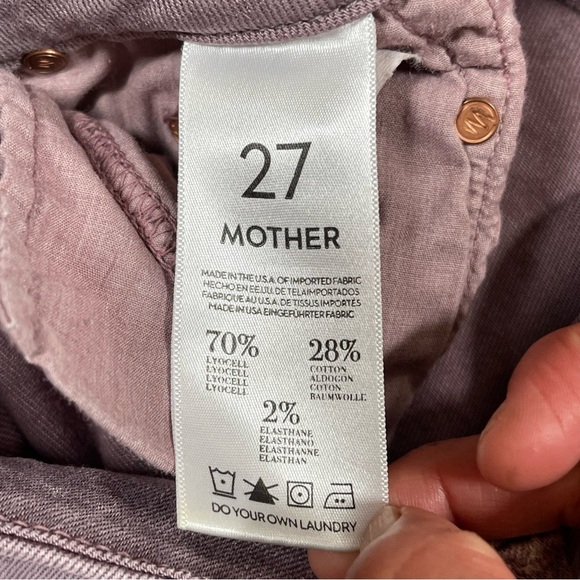 27
MOTHER
MADE IN THE U.S.A. OF IMPORTED FABRIC
HECHO EN EE.UU. DE TELA IMPORTADOS
FABRIQUE AU U.S.A. DE TISSUS IMPORTÉS
MADE IN USA EINGEFÜHRTER FABRIC
70%
LYOCELL
LYOCELL
LYOCELL
LYOCELL
28%
COTTON
ALDOGON
COTON
BAUMWOLLE
2%
ELASTHANE
ELASTHANO
ELASTHANNE
ELASTHAN
DO YOUR OWN LAUNDRY